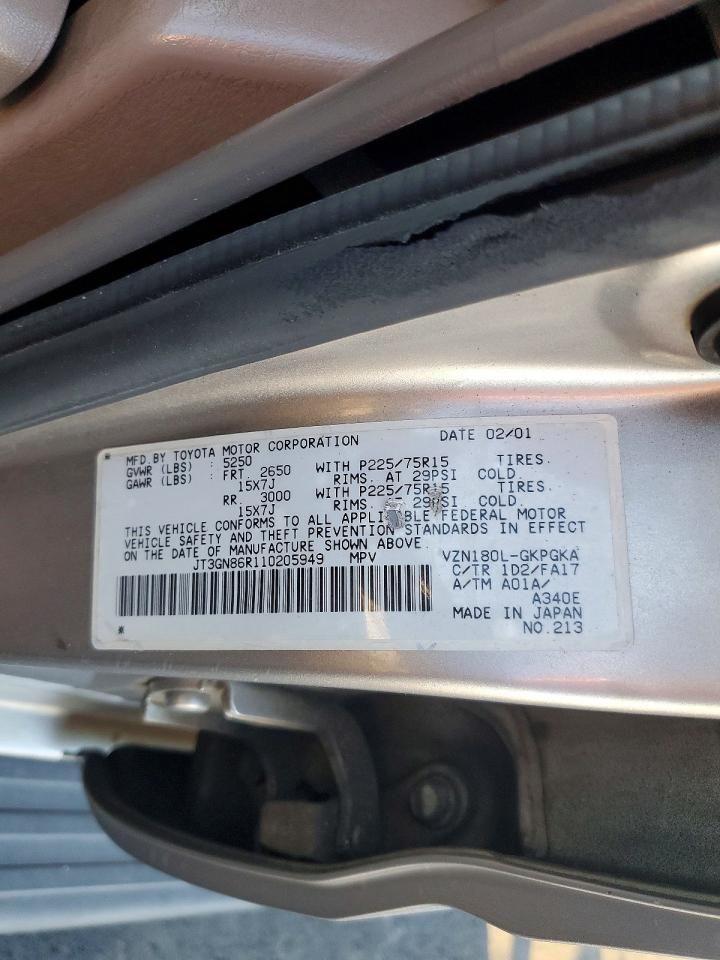 MFD.BY TOYOTA MOTOR CORPORATION DATE 02/01
GVWR (LBS) : 5250
GAWR (LBS) : FRT. 2650 WITH P225/75R15 TIRES.
15X7J RIMS. AT 29PSI COLD.
RR. 3000 WITH P225/75R15 TIRES.
15X7J RIMS 29PSI COLD.
THIS VEHICLE CONFORMS TO ALL APPLICABLE FEDERAL MOTOR
VEHICLE SAFETY AND THEFT PREVENTION STANDARDS IN EFFECT
ON THE DATE OF MANUFACTURE SHOWN ABOVE
JT3GN86R110205949 MPV VZN180L-GKPGKA
C/TR 1D2/FA17
A/TM A01A/
A340E
MADE IN JAPAN
NO.213